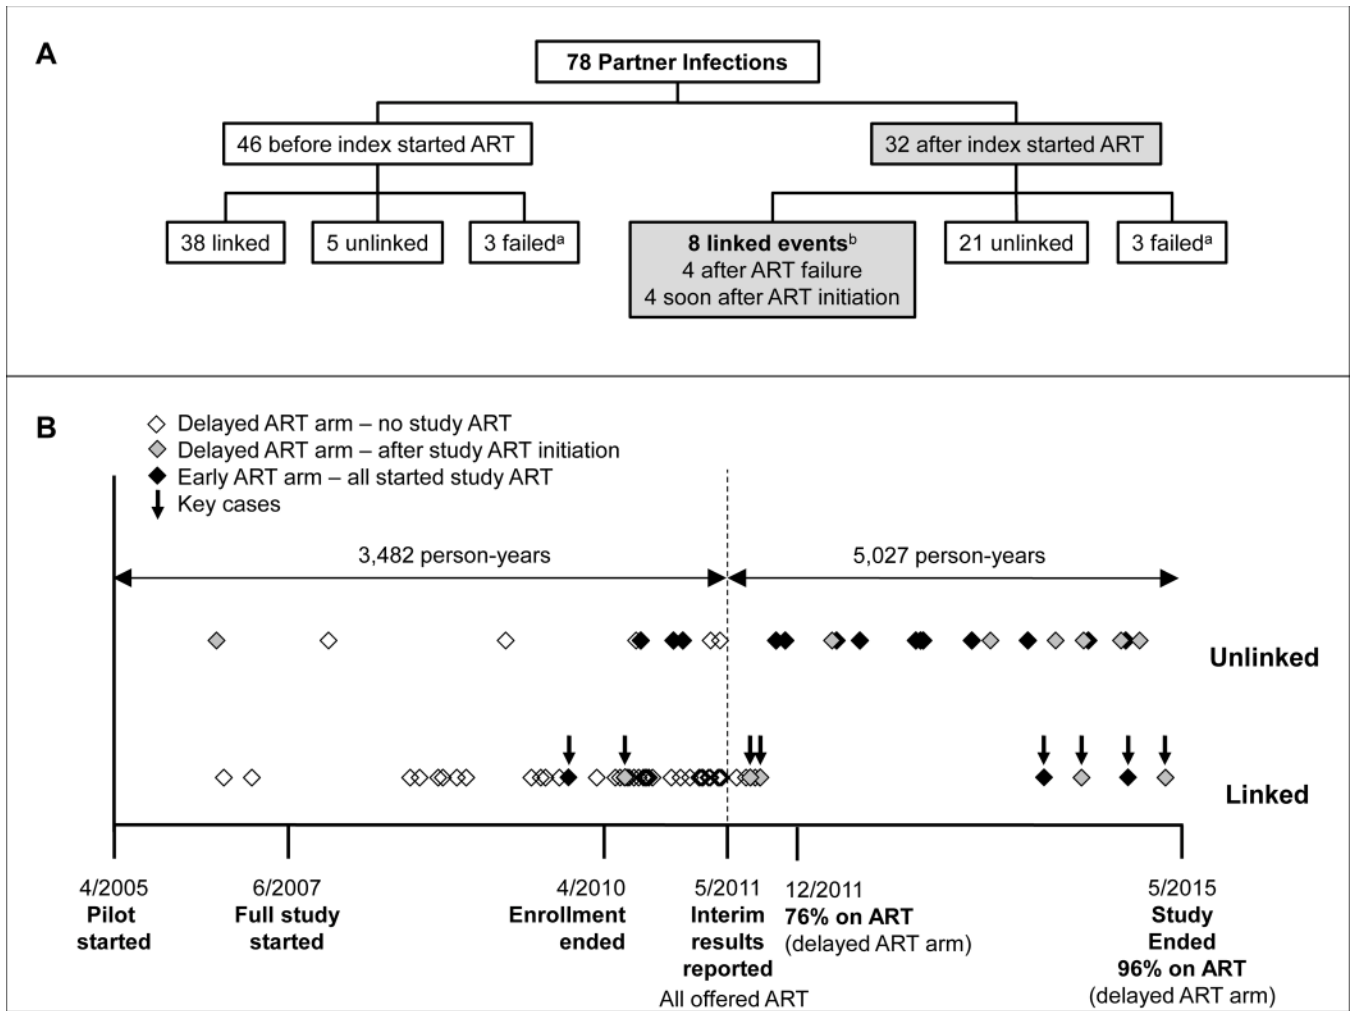 A
78 Partner Infections
46 before index started ART
32 after index started ART
38 linked
5 unlinked
3 failedᵃ
8 linked eventsᵇ
4 after ART failure
4 soon after ART initiation
21 unlinked
3 failedᵃ
B
Delayed ART arm – no study ART
Delayed ART arm – after study ART initiation
Early ART arm – all started study ART
Key cases
3,482 person-years
5,027 person-years
Unlinked
Linked
4/2005
Pilot
started
6/2007
Full study
started
4/2010
Enrollment
ended
5/2011
Interim
results
reported
All offered ART
12/2011
76% on ART
(delayed ART arm)
5/2015
Study
Ended
96% on ART
(delayed ART arm)